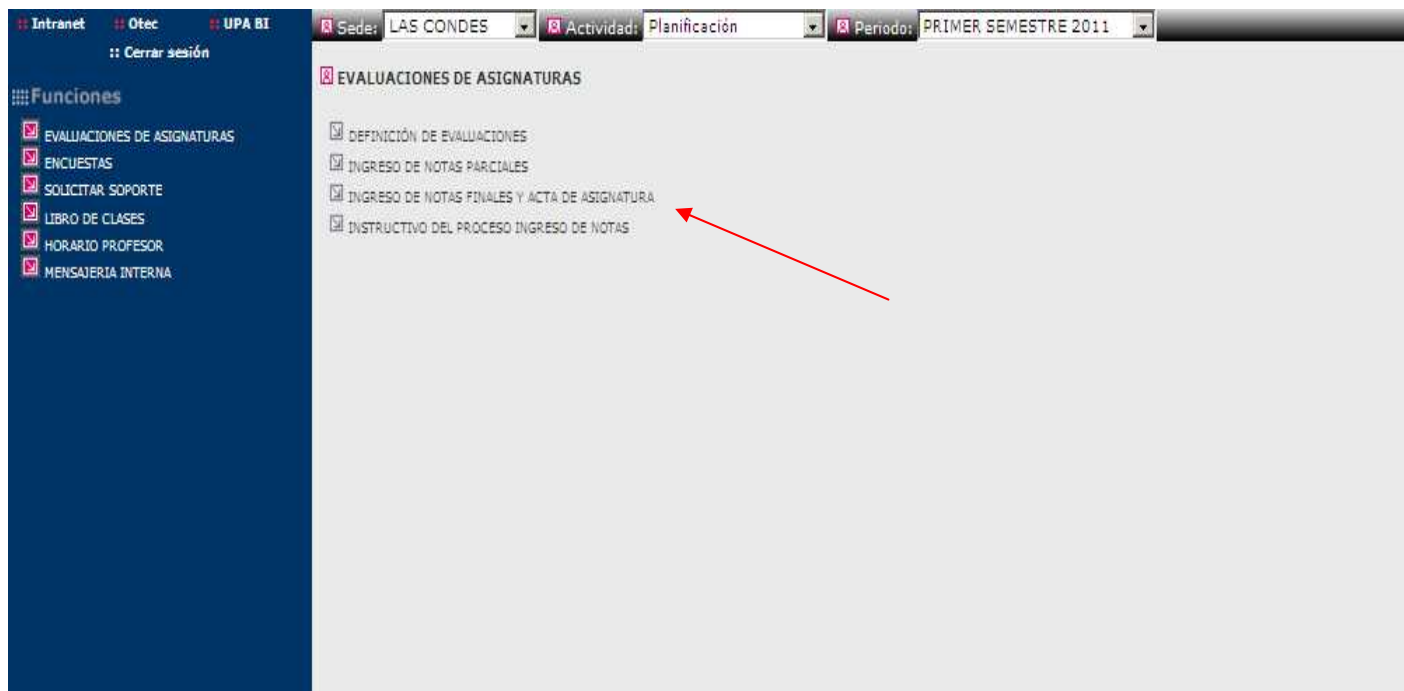 :: Intranet :: Otec :: UPA BI
:: Cerrar sesión
Funciones
EVALUACIONES DE ASIGNATURAS
ENCUESTAS
SOLICITAR SOPORTE
LIBRO DE CLASES
HORARIO PROFESOR
MENSAJERIA INTERNA
Sede: LAS CONDES Actividad: Planificación Periodo: PRIMER SEMESTRE 2011
EVALUACIONES DE ASIGNATURAS
DEFINICIÓN DE EVALUACIONES
INGRESO DE NOTAS PARCIALES
INGRESO DE NOTAS FINALES Y ACTA DE ASIGNATURA
INSTRUCTIVO DEL PROCESO INGRESO DE NOTAS